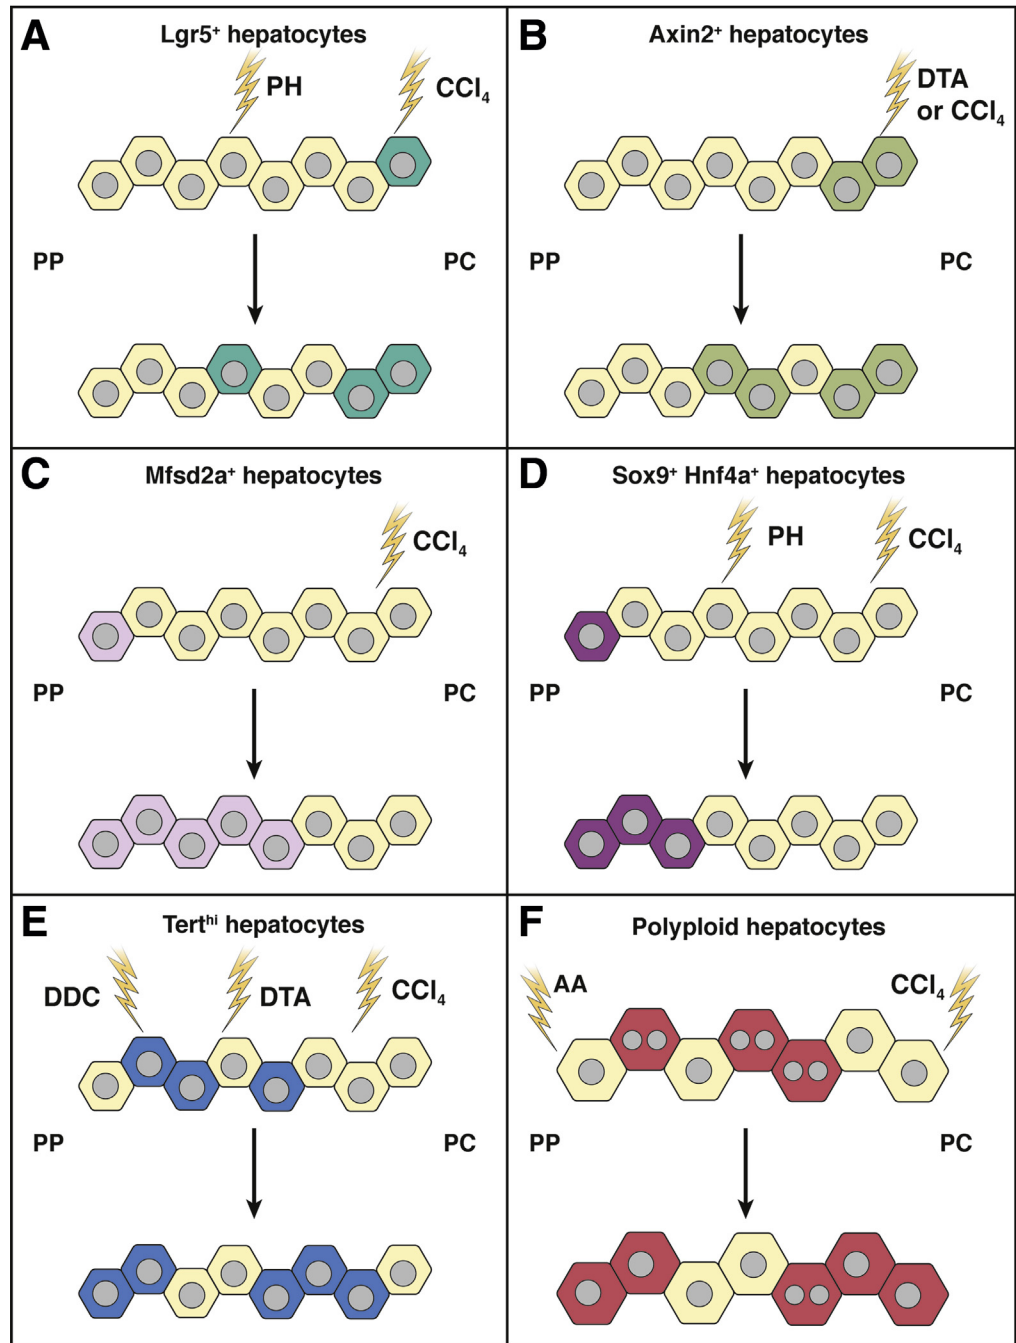 A
Lgr5⁺ hepatocytes
PH
CCl₄
PP
PC
B
Axin2⁺ hepatocytes
DTA
or CCl₄
PP
PC
C
Mfsd2a⁺ hepatocytes
CCl₄
PP
PC
D
Sox9⁺ Hnf4a⁺ hepatocytes
PH
CCl₄
PP
PC
E
Tertʰⁱ hepatocytes
DDC
DTA
CCl₄
PP
PC
F
Polyploid hepatocytes
AA
CCl₄
PP
PC